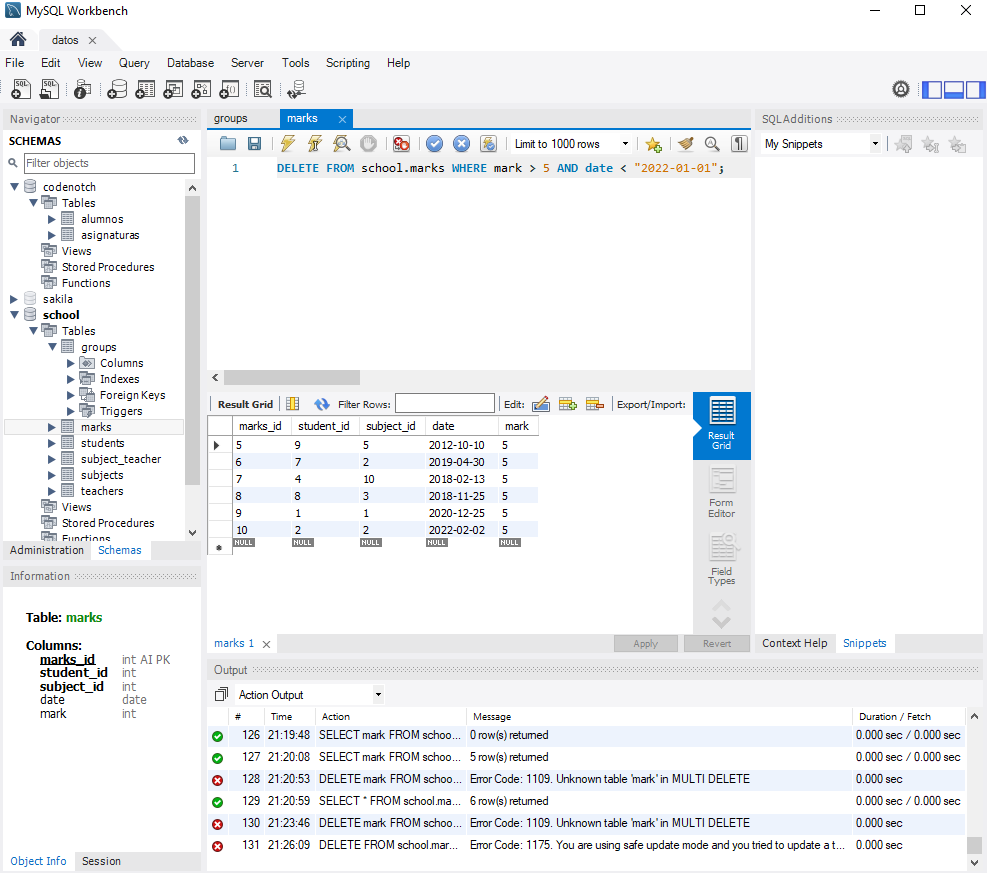 MySQL Workbench
datos
File Edit View Query Database Server Tools Scripting Help
Navigator
SCHEMAS
Filter objects
codenotch
Tables
alumnos
asignaturas
Views
Stored Procedures
Functions
sakila
school
Tables
groups
Columns
Indexes
Foreign Keys
Triggers
marks
students
subject_teacher
subjects
teachers
Views
Stored Procedures
Functions
Administration Schemas
Information
Table: marks
Columns:
marks_id int AI PK
student_id int
subject_id int
date date
mark int
Object Info Session
groups marks
Limit to 1000 rows
1 DELETE FROM school.marks WHERE mark > 5 AND date < "2022-01-01";
Result Grid Filter Rows: Edit: Export/Import:
marks_id student_id subject_id date mark
5 9 5 2012-10-10 5
6 7 2 2019-04-30 5
7 4 10 2018-02-13 5
8 8 3 2018-11-25 5
9 1 1 2020-12-25 5
10 2 2 2022-02-02 5
NULL NULL NULL NULL NULL
Result
Grid
Form
Editor
Field
Types
marks 1 Apply Revert
SQLAdditions
My Snippets
Context Help Snippets
Output
Action Output
# Time Action Message Duration / Fetch
126 21:19:48 SELECT mark FROM schoo... 0 row(s) returned 0.000 sec / 0.000 sec
127 21:20:08 SELECT mark FROM schoo... 5 row(s) returned 0.000 sec / 0.000 sec
128 21:20:53 DELETE mark FROM schoo... Error Code: 1109. Unknown table 'mark' in MULTI DELETE 0.000 sec
129 21:20:59 SELECT * FROM school.ma... 6 row(s) returned 0.000 sec / 0.000 sec
130 21:23:46 DELETE mark FROM schoo... Error Code: 1109. Unknown table 'mark' in MULTI DELETE 0.000 sec
131 21:26:09 DELETE FROM school.mar... Error Code: 1175. You are using safe update mode and you tried to update a t... 0.000 sec